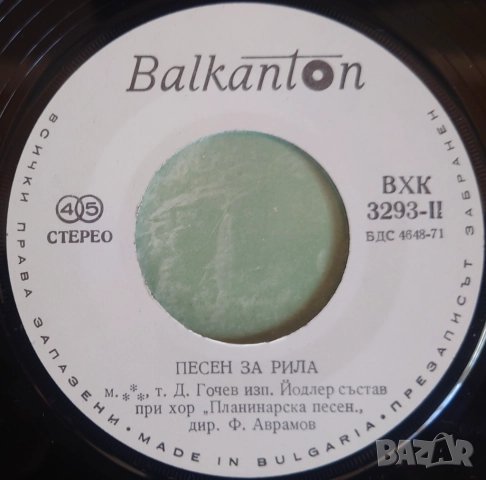 Balkanton
45
СТЕРЕО
ВХК
3293-II
БДС 4648-71
ПЕСЕН ЗА РИЛА
м. ***, т. Д. Гочев изп. Йодлер състав
при хор „Планинарска песен„,
дир. Ф. Аврамов
ВСИЧКИ ПРАВА ЗАПАЗЕНИ • MADE IN BULGARIA • ПРЕЗАПИСЪТ ЗАБРАНЕН
BAZAR